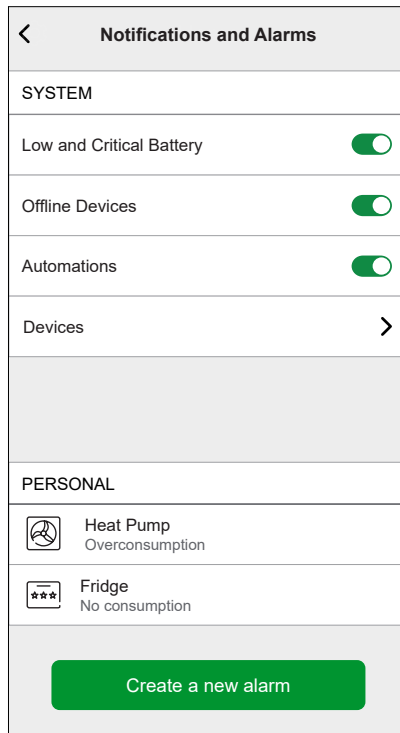 Notifications and Alarms
SYSTEM
Low and Critical Battery
Offline Devices
Automations
Devices
PERSONAL
Heat Pump
Overconsumption
Fridge
No consumption
Create a new alarm